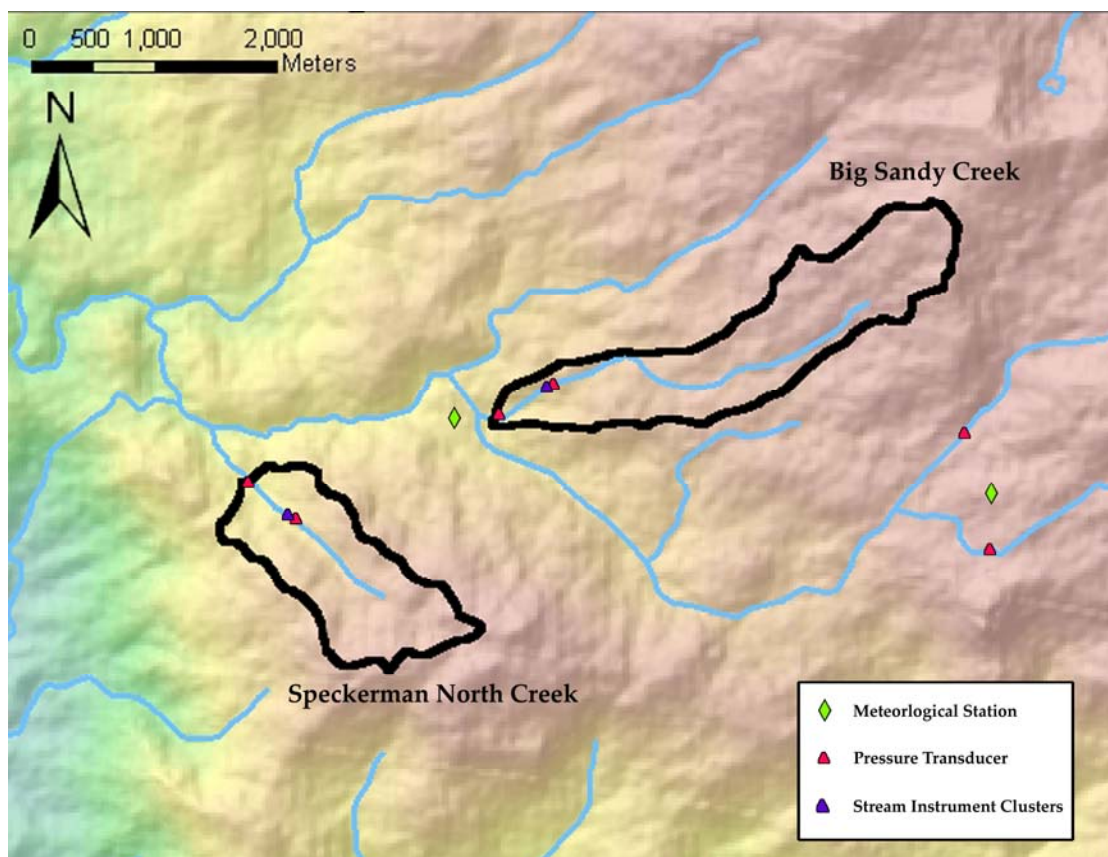 0 500 1,000 2,000
Meters
N
Big Sandy Creek
Speckerman North Creek
Meteorlogical Station
Pressure Transducer
Stream Instrument Clusters